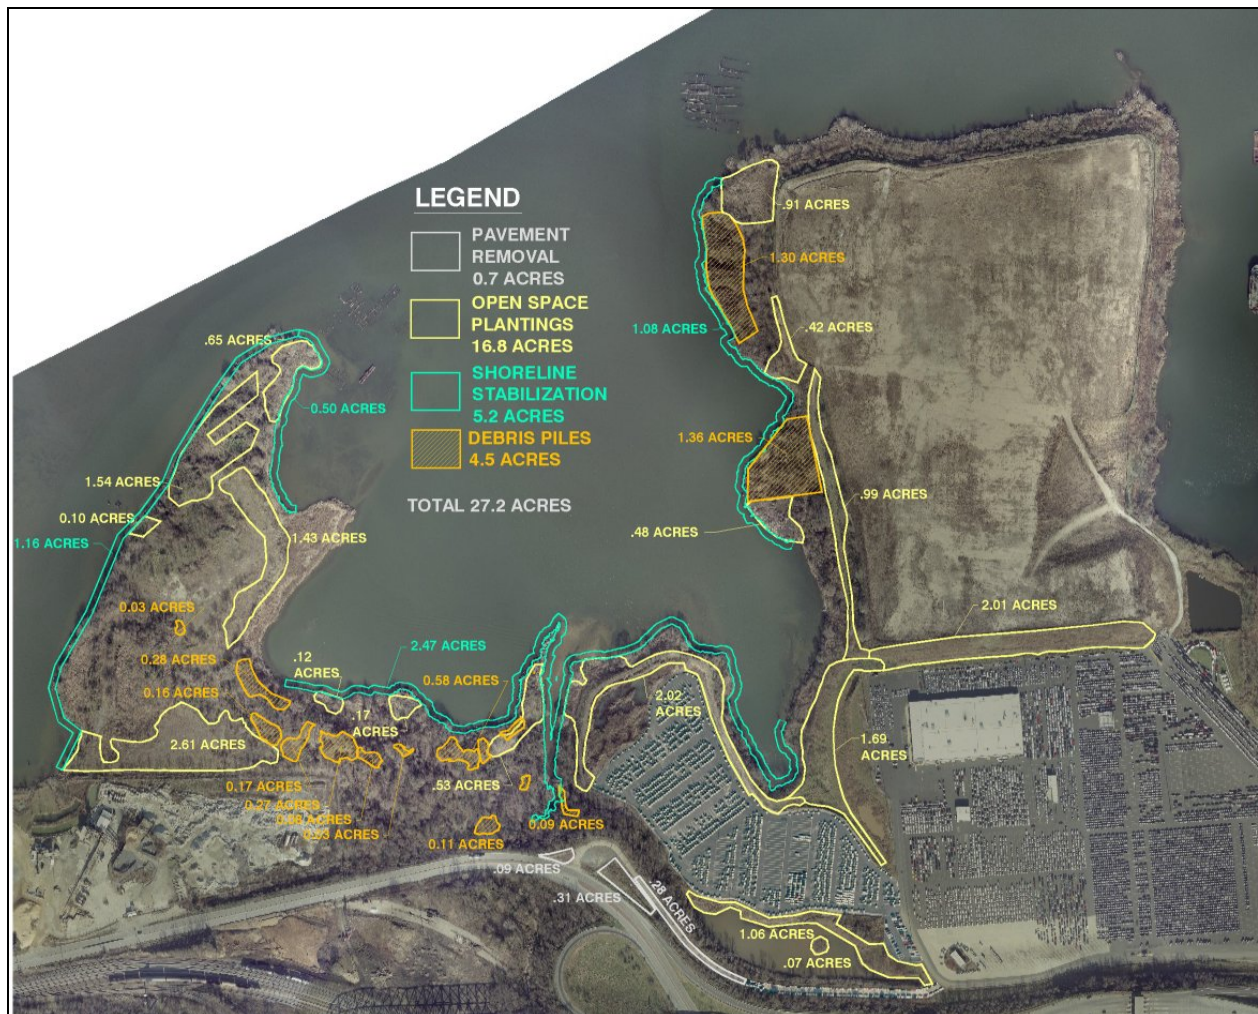 LEGEND
PAVEMENT
REMOVAL
0.7 ACRES
OPEN SPACE
PLANTINGS
16.8 ACRES
SHORELINE
STABILIZATION
5.2 ACRES
DEBRIS PILES
4.5 ACRES
TOTAL 27.2 ACRES
.91 ACRES
1.30 ACRES
1.08 ACRES
.42 ACRES
.65 ACRES
0.50 ACRES
1.36 ACRES
1.54 ACRES
.99 ACRES
0.10 ACRES
1.16 ACRES
1.43 ACRES
.48 ACRES
0.03 ACRES
2.01 ACRES
0.28 ACRES
.12
ACRES
2.47 ACRES
0.16 ACRES
0.58 ACRES
2.02
ACRES
.17
ACRES
2.61 ACRES
1.69
ACRES
0.17 ACRES
.53 ACRES
0.27 ACRES
0.03 ACRES
0.09 ACRES
0.11 ACRES
.09 ACRES
.31 ACRES
.28 ACRES
1.06 ACRES
.07 ACRES